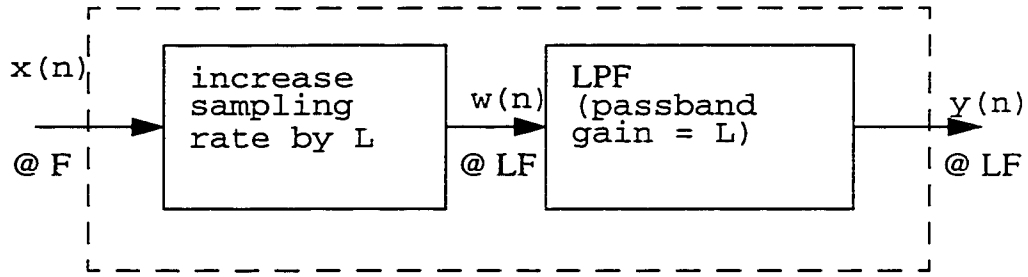 x(n)
@ F
increase
sampling
rate by L
w(n)
@ LF
LPF
(passband
gain = L)
y(n)
@ LF